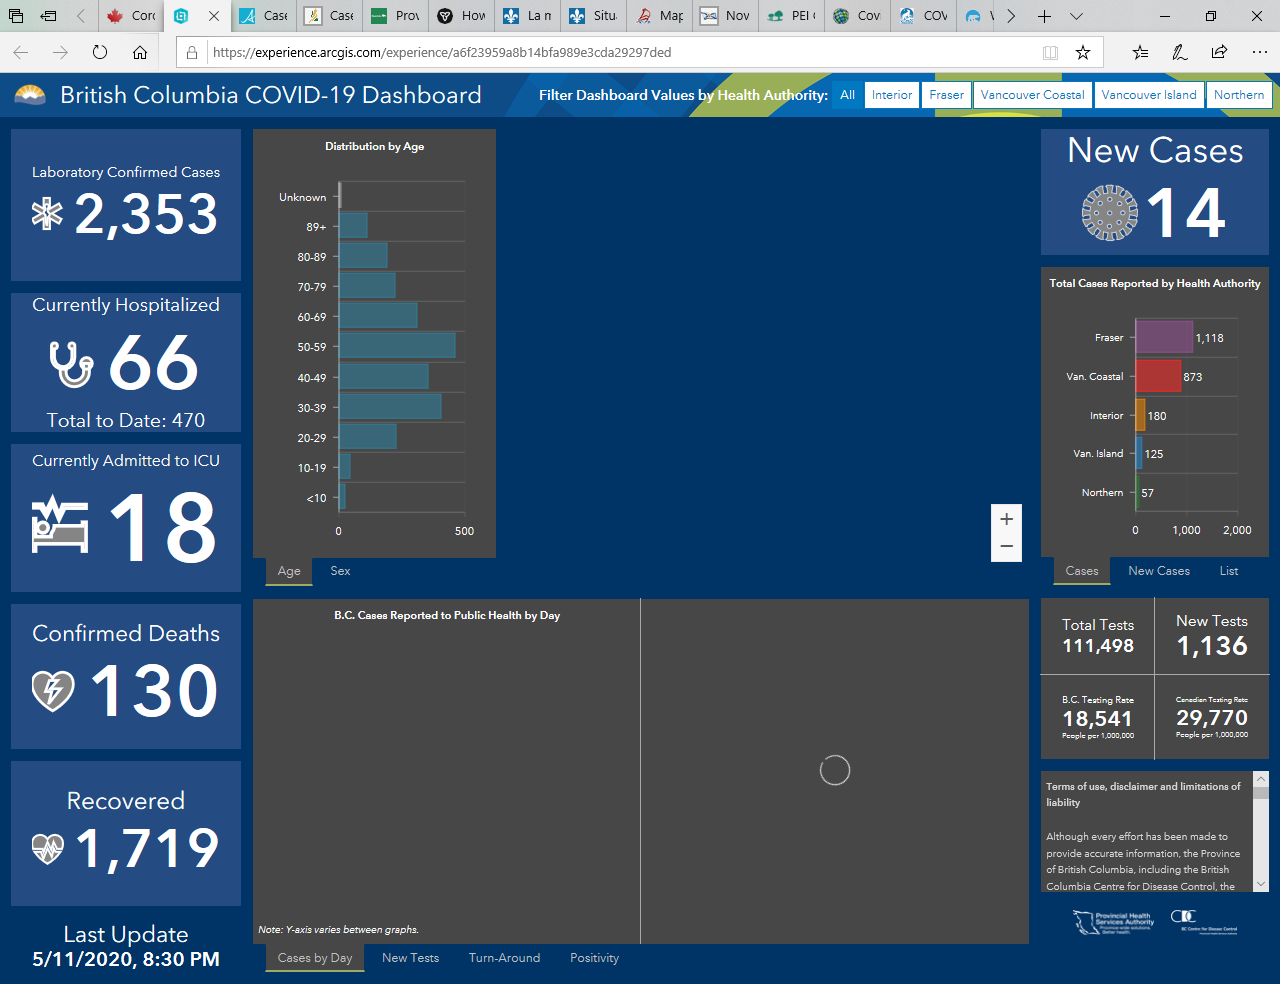 Coro
Case
Case
Prov
How
La m
Situ
Map
Nov
PEI
Cov
COV
https://experience.arcgis.com/experience/a6f23959a8b14bfa989e3cda29297ded
British Columbia COVID-19 Dashboard
Filter Dashboard Values by Health Authority:
All
Interior
Fraser
Vancouver Coastal
Vancouver Island
Northern
Laboratory Confirmed Cases
2,353
Currently Hospitalized
66
Total to Date: 470
Currently Admitted to ICU
18
Confirmed Deaths
130
Recovered
1,719
Last Update
5/11/2020, 8:30 PM
Distribution by Age
Unknown
89+
80-89
70-79
60-69
50-59
40-49
30-39
20-29
10-19
<10
0 500
Age Sex
+
−
B.C. Cases Reported to Public Health by Day
Note: Y-axis varies between graphs.
Cases by Day New Tests Turn-Around Positivity
New Cases
14
Total Cases Reported by Health Authority
Fraser 1,118
Van. Coastal 873
Interior 180
Van. Island 125
Northern 57
0 1,000 2,000
Cases New Cases List
Total Tests
111,498
New Tests
1,136
B.C. Testing Rate
18,541
People per 1,000,000
Canadian Testing Rate
29,770
People per 1,000,000
Terms of use, disclaimer and limitations of
liability
Although every effort has been made to
provide accurate information, the Province
of British Columbia, including the British
Columbia Centre for Disease Control, the
Provincial Health
Services Authority
Province-wide solutions.
Better health.
BC Centre for Disease Control